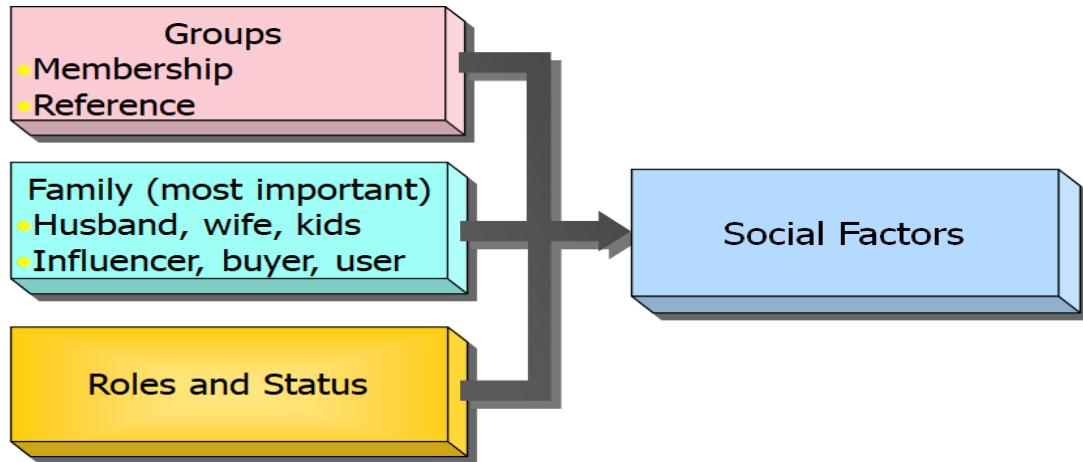 Groups
• Membership
• Reference
Family (most important)
• Husband, wife, kids
• Influencer, buyer, user
Roles and Status
Social Factors